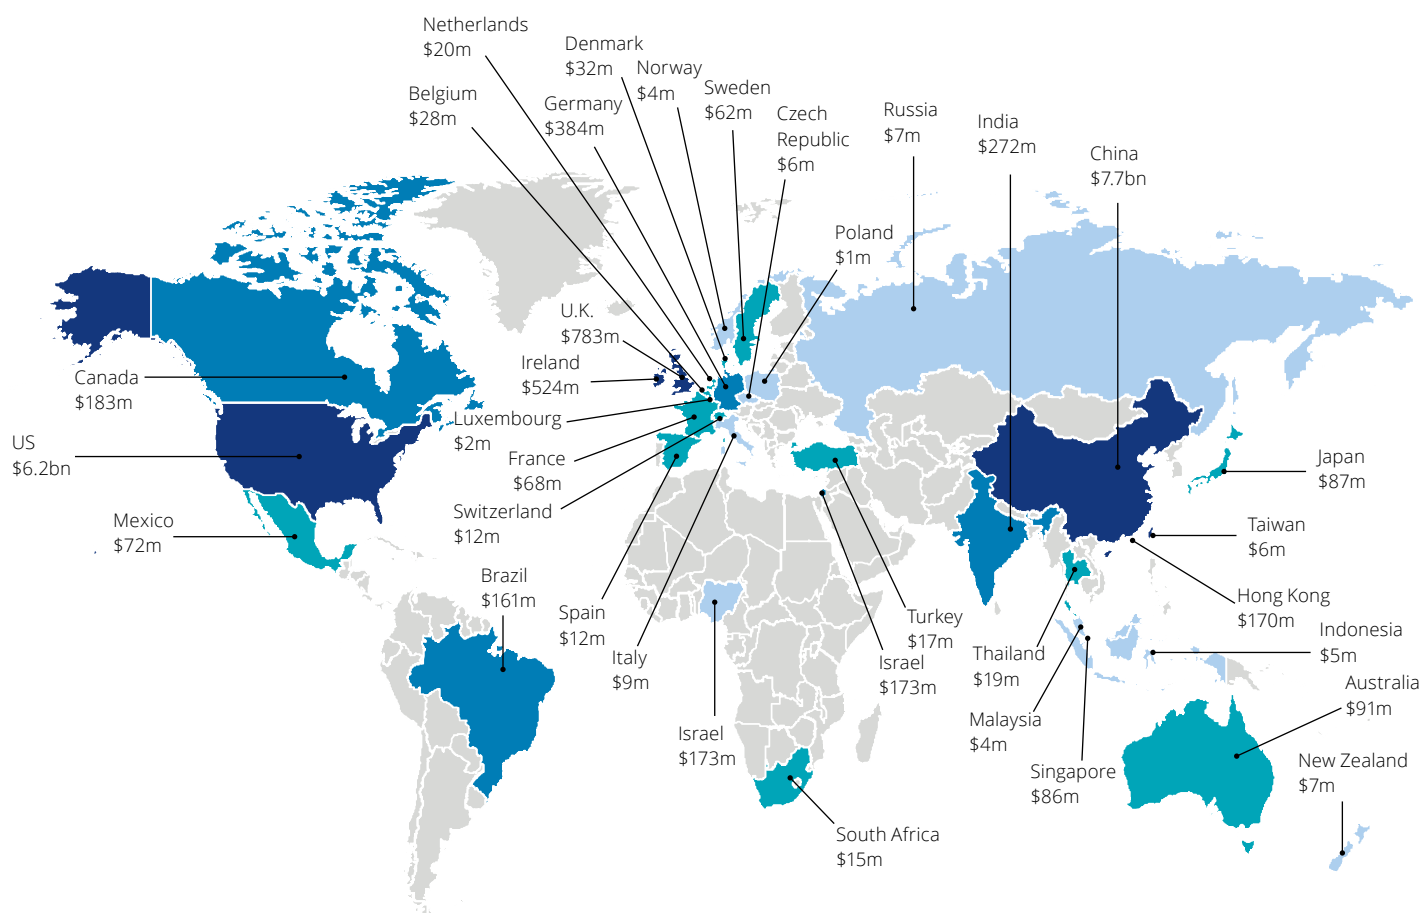 Netherlands
$20m
Denmark
$32m
Norway
$4m
Sweden
$62m
Belgium
$28m
Germany
$384m
Czech
Republic
$6m
Russia
$7m
India
$272m
China
$7.7bn
Poland
$1m
U.K.
$783m
Ireland
$524m
Canada
$183m
Luxembourg
$2m
US
$6.2bn
France
$68m
Japan
$87m
Switzerland
$12m
Mexico
$72m
Taiwan
$6m
Brazil
$161m
Hong Kong
$170m
Spain
$12m
Turkey
$17m
Indonesia
$5m
Italy
$9m
Israel
$173m
Thailand
$19m
Australia
$91m
Malaysia
$4m
Israel
$173m
Singapore
$86m
New Zealand
$7m
South Africa
$15m